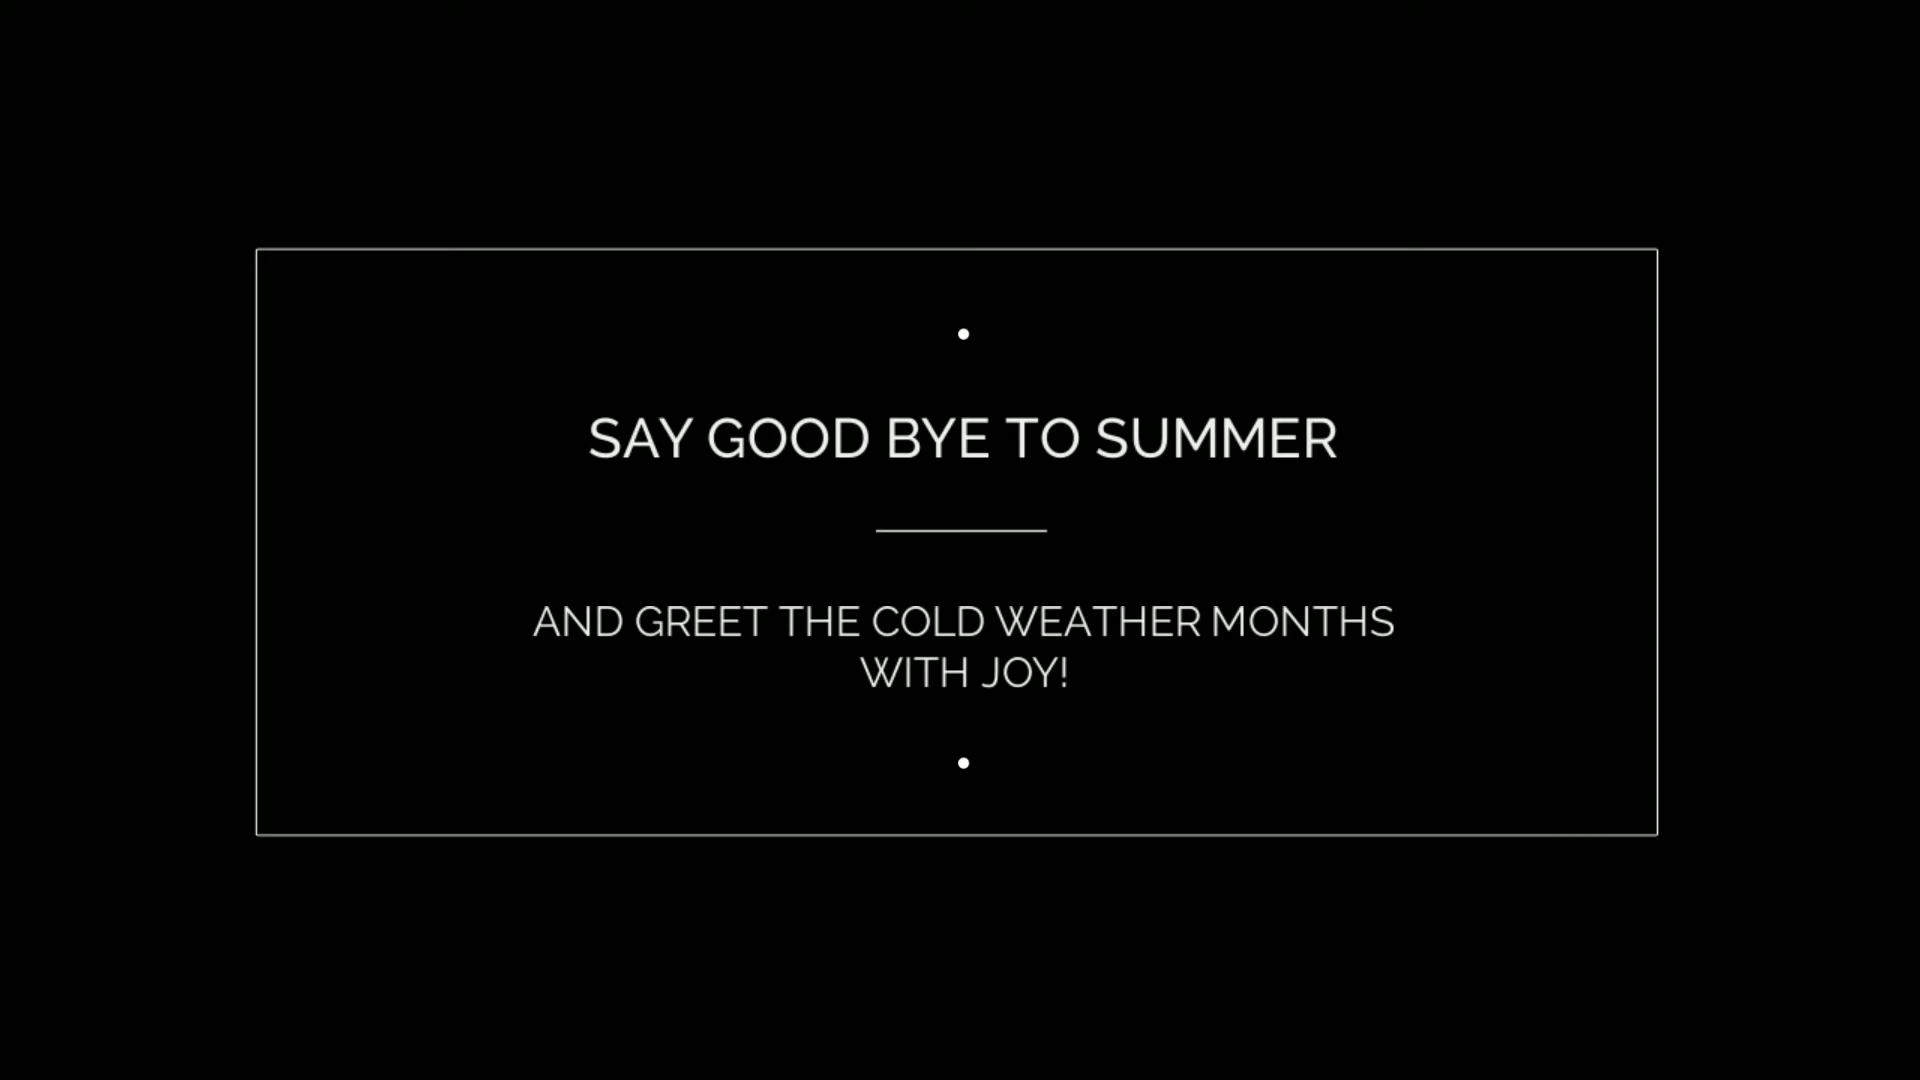 SAY GOOD BYE TO SUMMER
AND GREET THE COLD WEATHER MONTHS
WITH JOY!